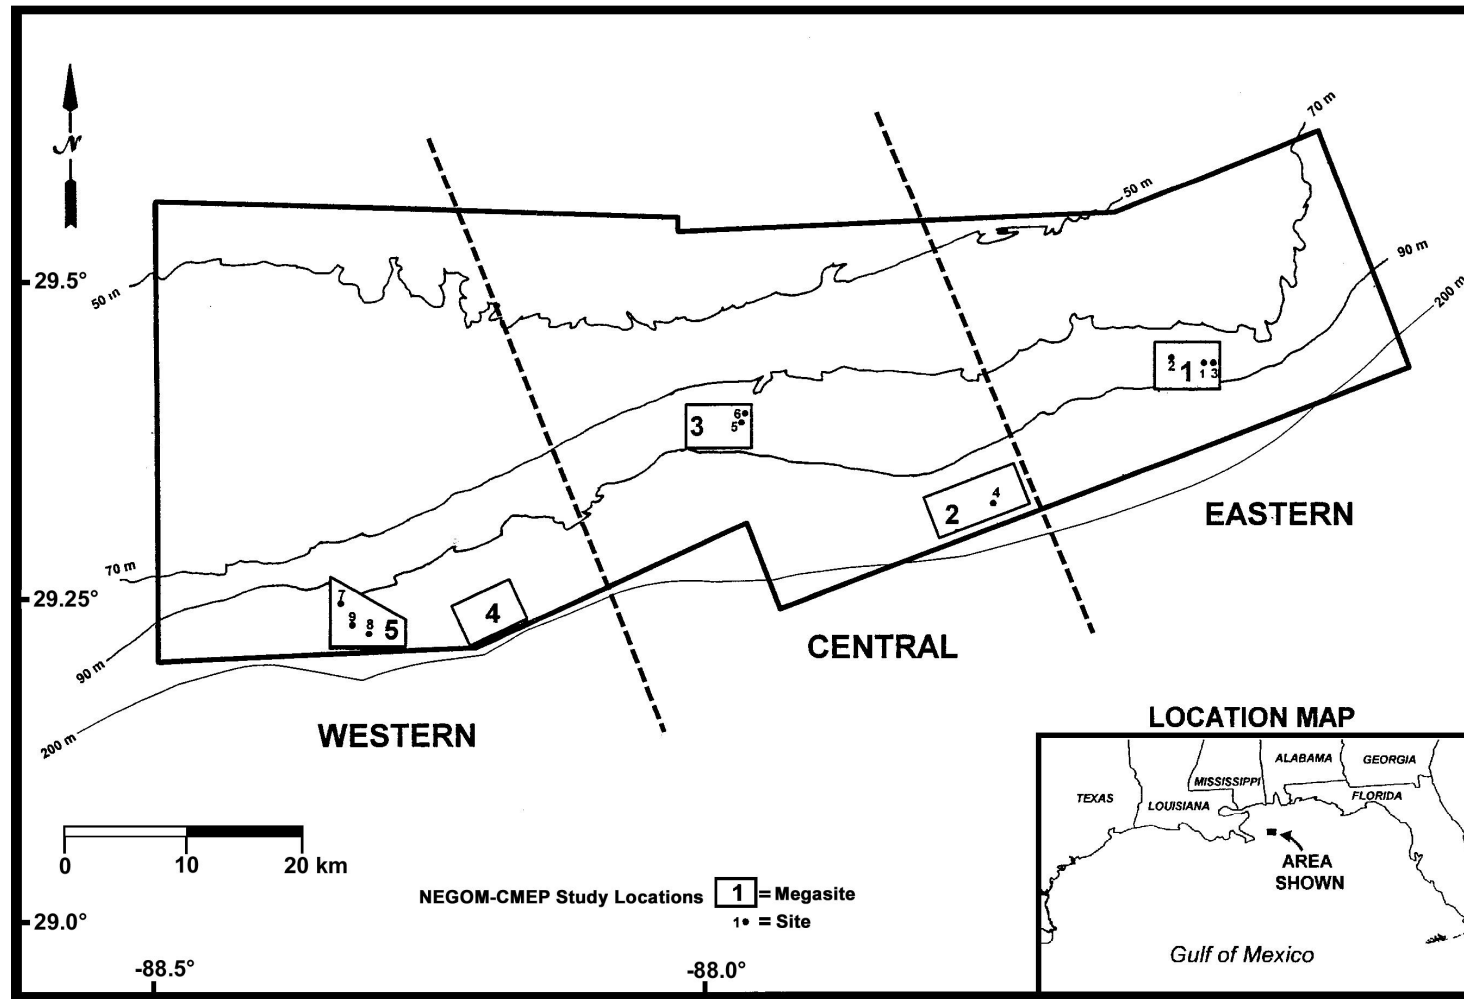 N
70 m
50 m
90 m
29.5°
50 m
200 m
1
2
1
3
6
5
3
4
2
EASTERN
70 m
29.25°
7
9
8
5
4
CENTRAL
90 m
WESTERN
200 m
LOCATION MAP
ALABAMA
GEORGIA
MISSISSIPPI
TEXAS
LOUISIANA
FLORIDA
0 10 20 km
AREA
SHOWN
NEGOM-CMEP Study Locations 1 = Megasite
1 = Site
29.0°
Gulf of Mexico
-88.5°
-88.0°